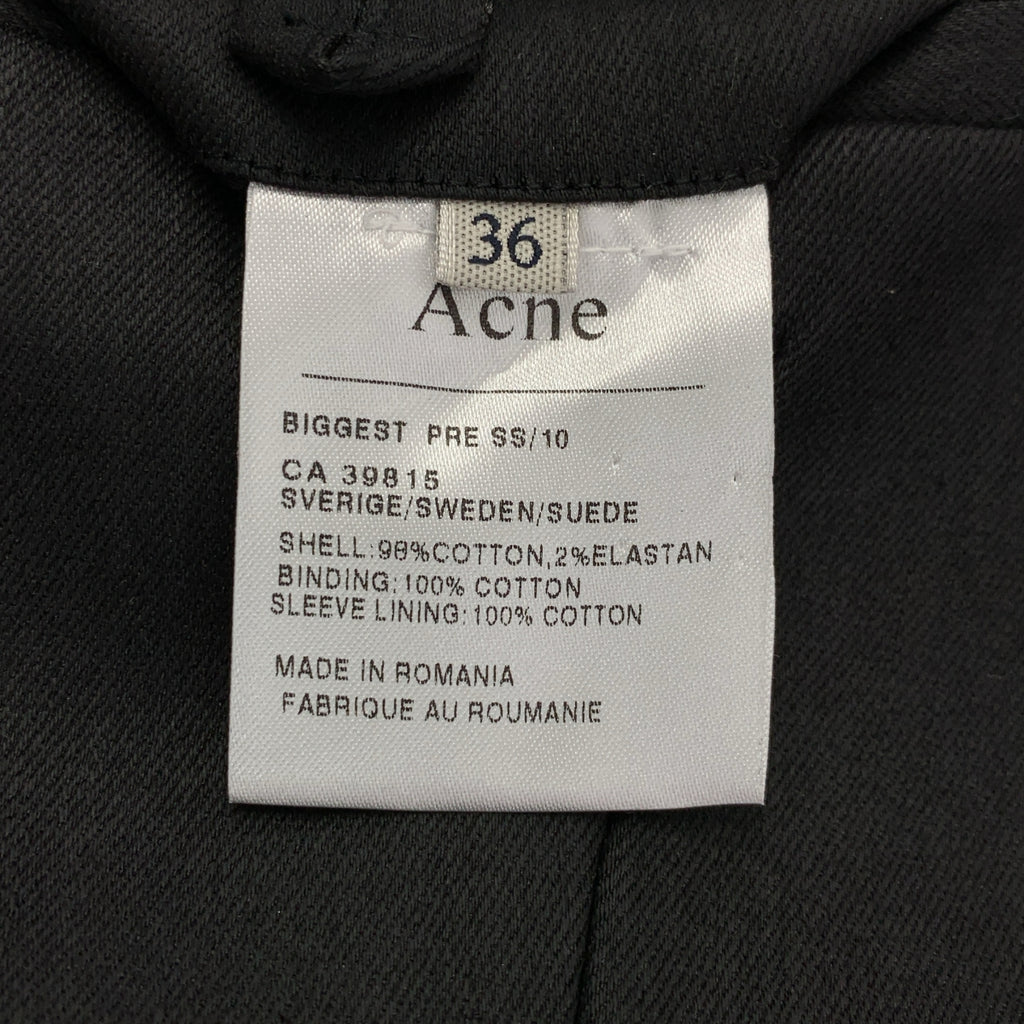 36
Acne
BIGGEST PRE SS/10
CA 39815
SVERIGE/SWEDEN/SUEDE
SHELL:98%COTTON,2%ELASTAN
BINDING:100% COTTON
SLEEVE LINING:100% COTTON
MADE IN ROMANIA
FABRIQUE AU ROUMANIE